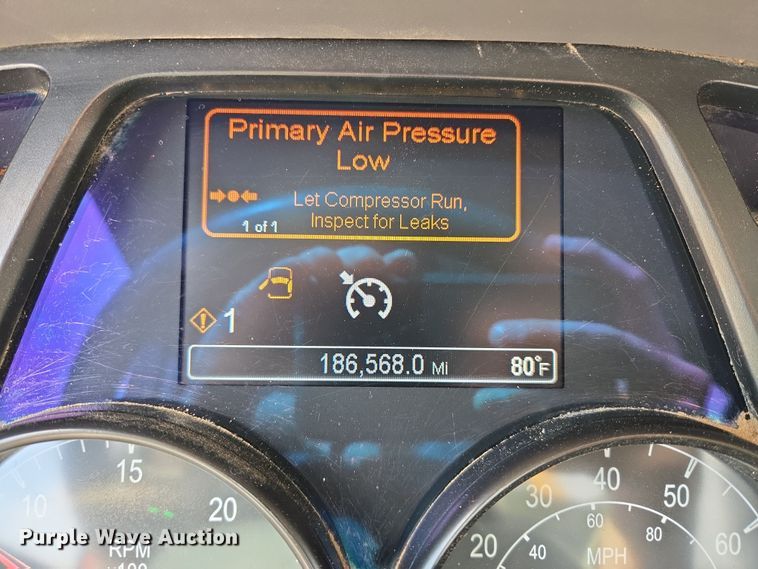 Primary Air Pressure
Low
Let Compressor Run,
Inspect for Leaks
1 of 1
1
186,568.0 MI
80°F
10 15 20
RPM
x100
20 30 40 50 60
40 60 80
MPH
Purple Wave Auction